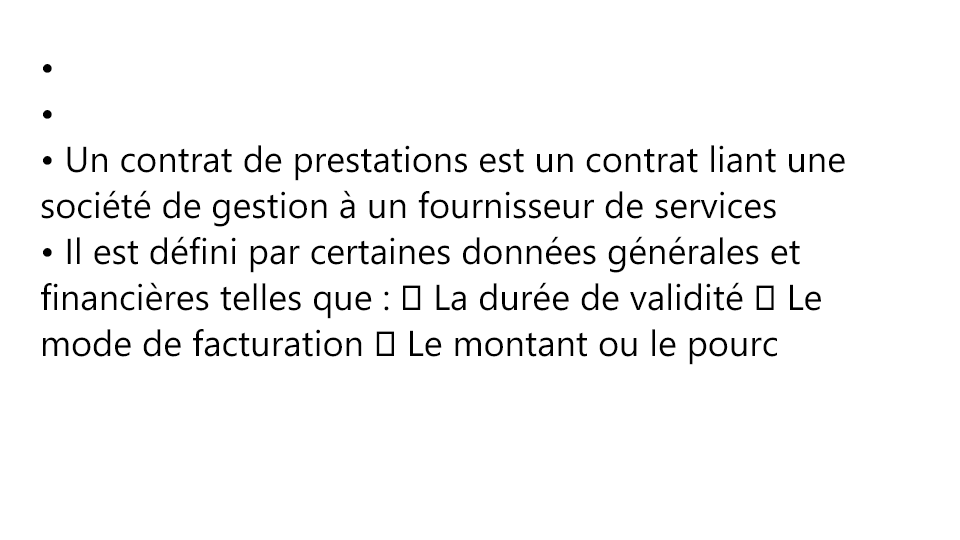 •
•
• Un contrat de prestations est un contrat liant une
société de gestion à un fournisseur de services
• Il est défini par certaines données générales et
financières telles que : ▯ La durée de validité ▯ Le
mode de facturation ▯ Le montant ou le pourc